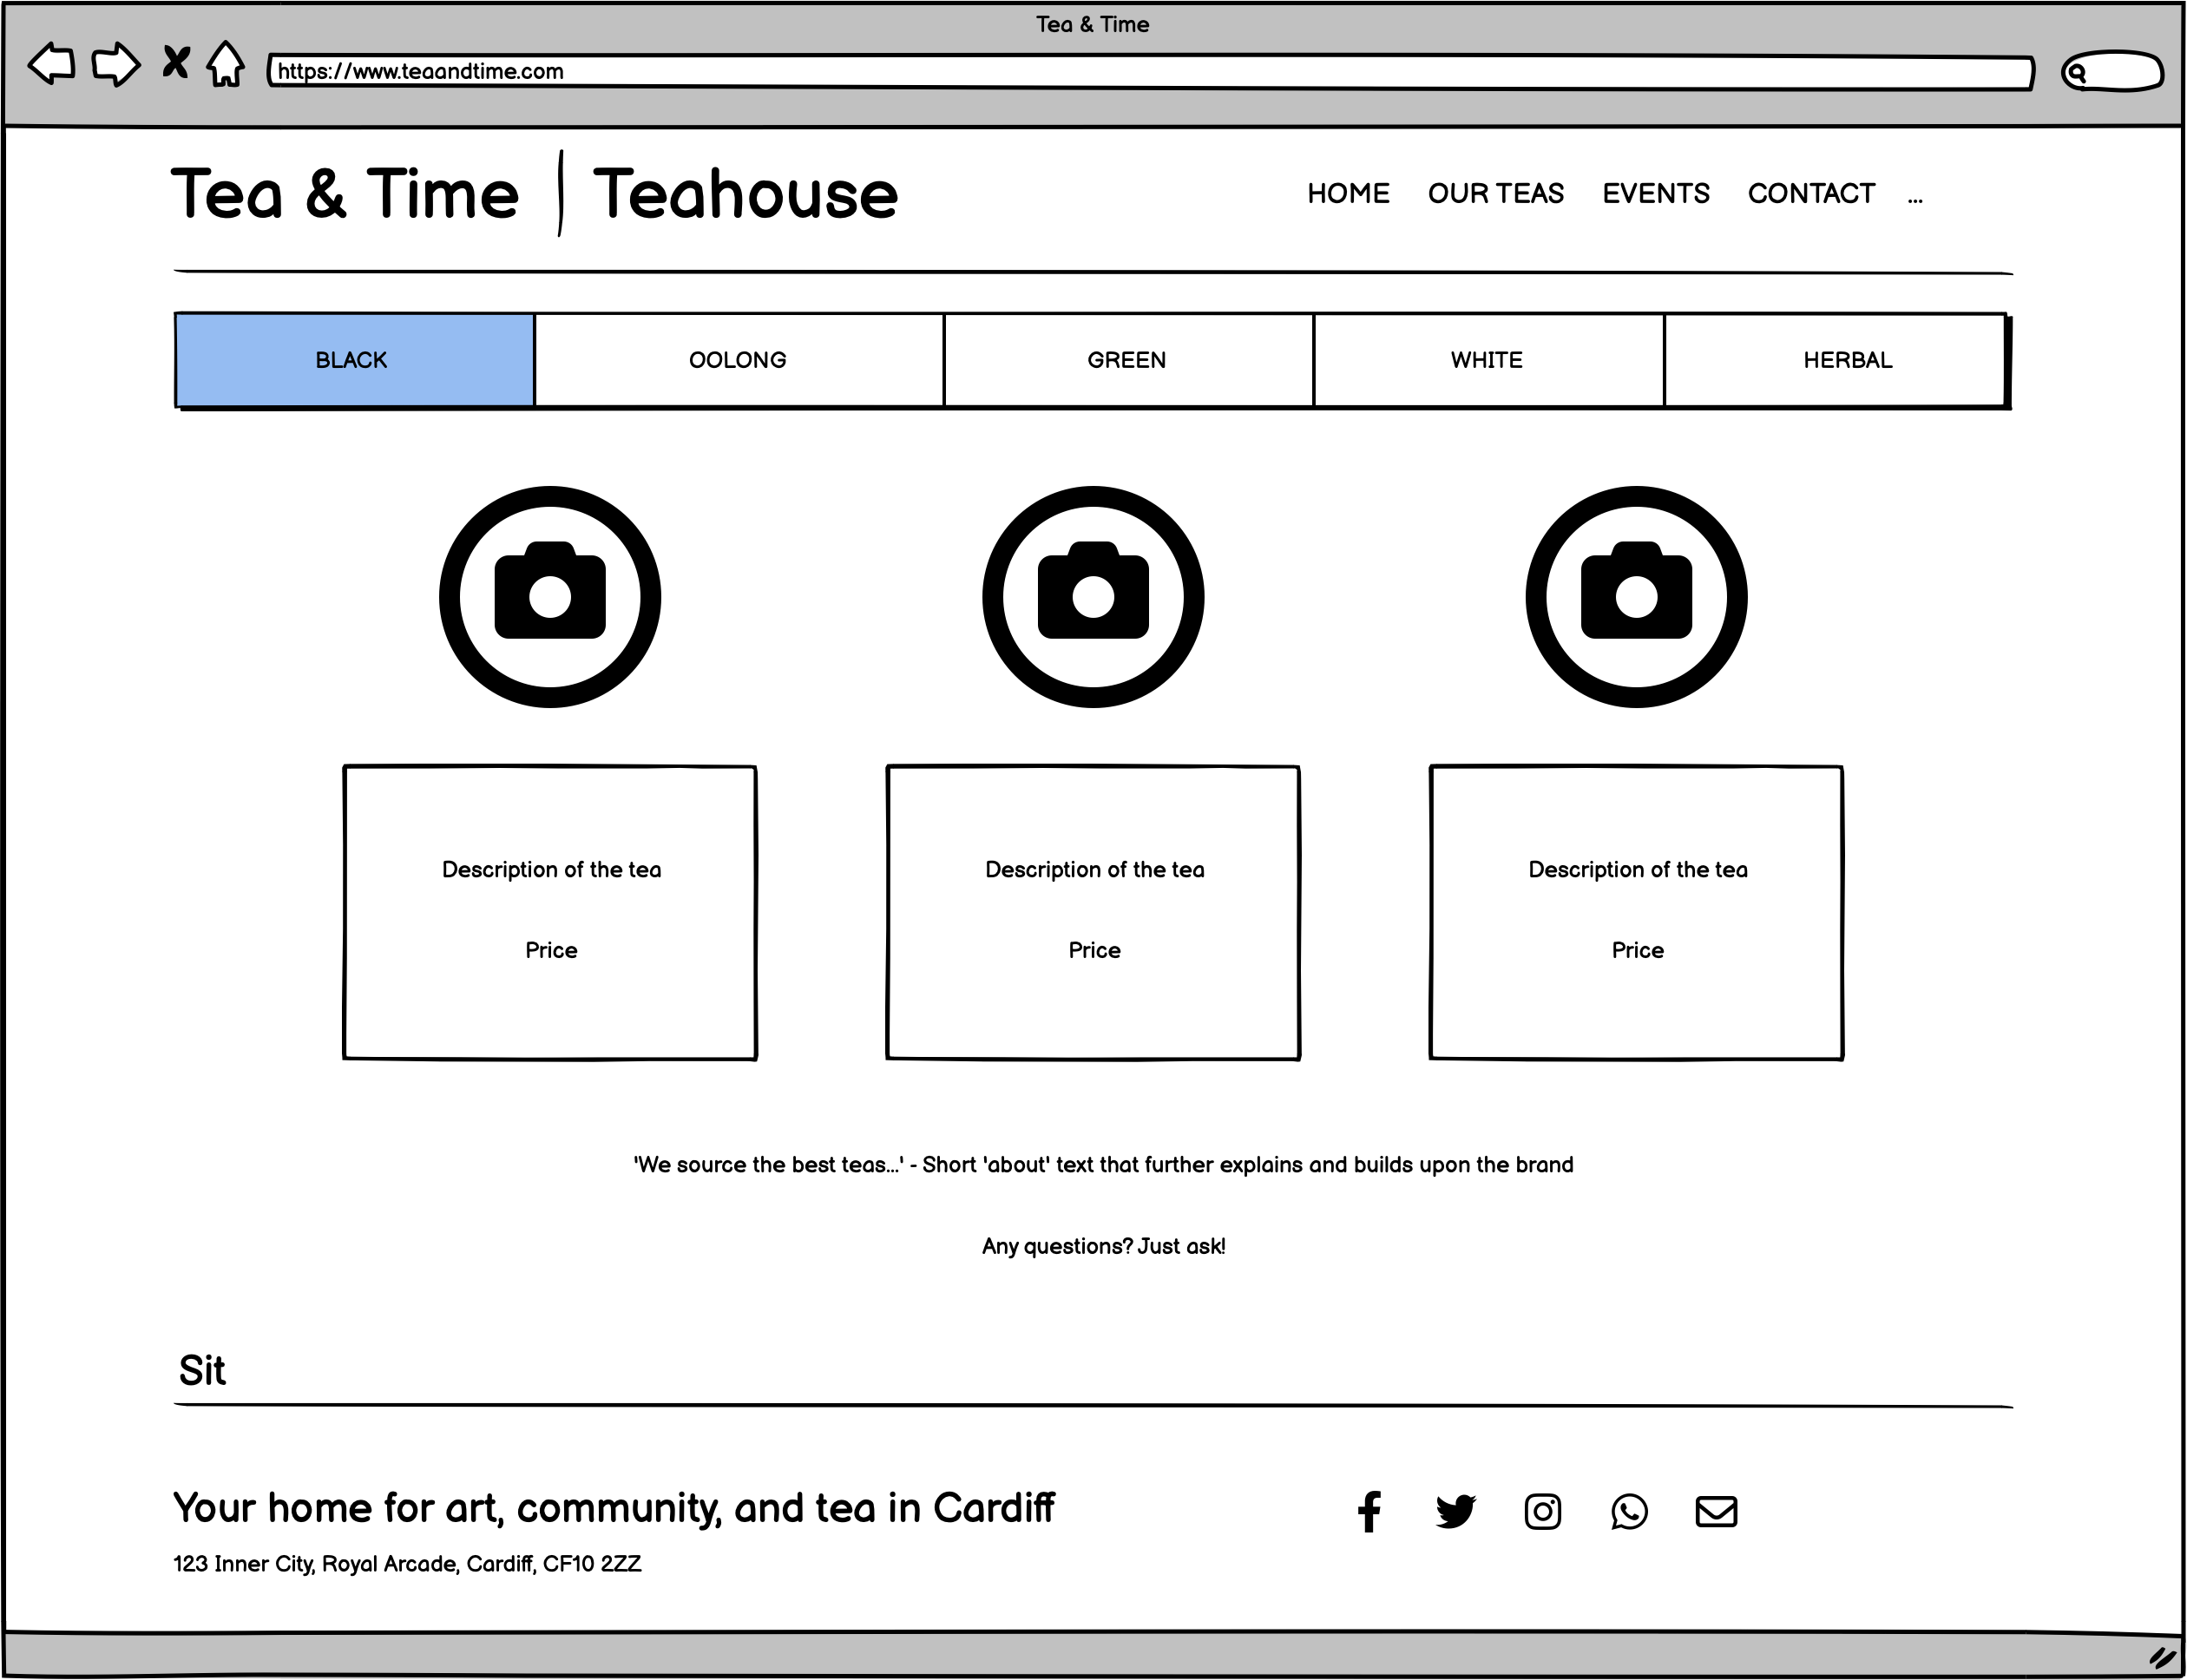 Tea & Time
https://www.teaandtime.com
Tea & Time | Teahouse
HOME OUR TEAS EVENTS CONTACT ...
BLACK OOLONG GREEN WHITE HERBAL
Description of the tea Description of the tea Description of the tea
Price Price Price
'We source the best teas...' - Short 'about' text that further explains and builds upon the brand
Any questions? Just ask!
Sit
Your home for art, community, and tea in Cardiff
123 Inner City, Royal Arcade, Cardiff, CF10 2ZZ